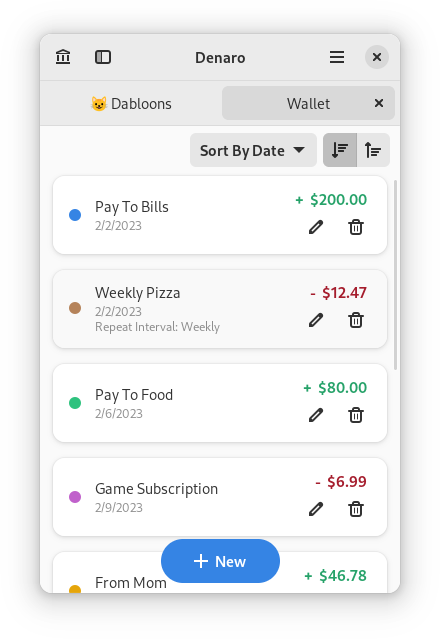 Denaro
😺 Dabloons
Wallet
Sort By Date
Pay To Bills
+ $200.00
2/2/2023
Weekly Pizza
- $12.47
2/2/2023
Repeat Interval: Weekly
Pay To Food
+ $80.00
2/6/2023
Game Subscription
- $6.99
2/9/2023
New
From Mom
+ $46.78